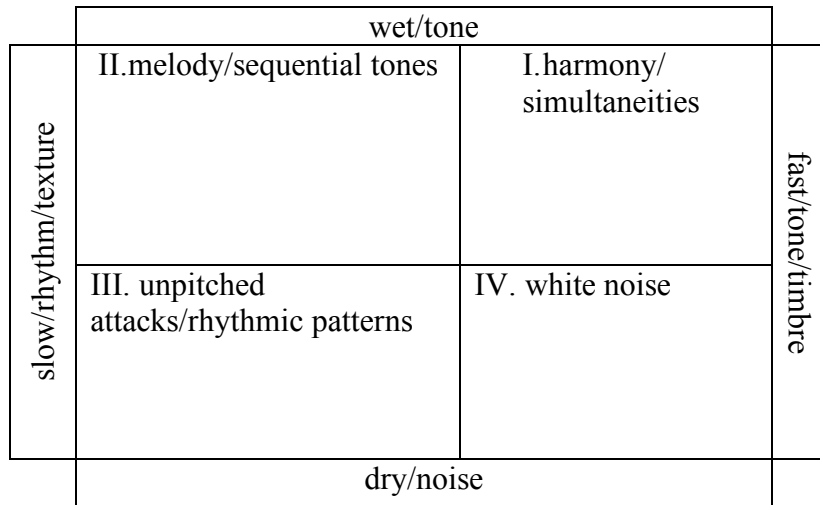 wet/tone
II.melody/sequential tones
I.harmony/
simultaneities
slow/rhythm/texture
fast/tone/timbre
III. unpitched
attacks/rhythmic patterns
IV. white noise
dry/noise